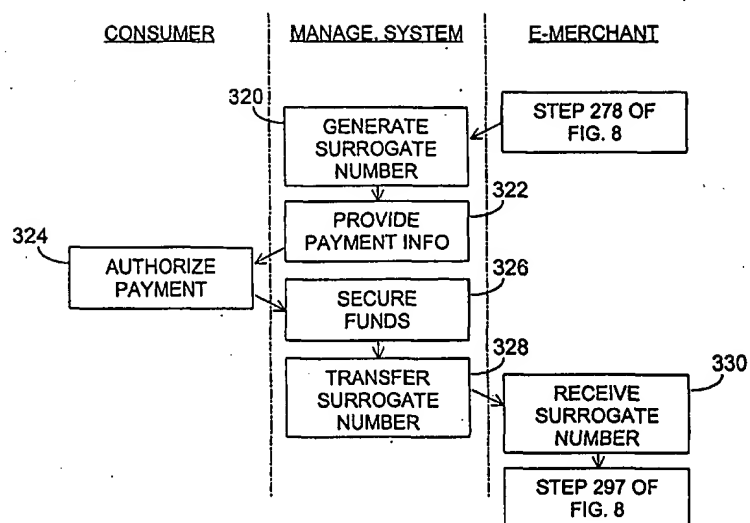 CONSUMER
MANAGE. SYSTEM
E-MERCHANT
320
GENERATE
SURROGATE
NUMBER
STEP 278 OF
FIG. 8
322
PROVIDE
PAYMENT INFO
324
AUTHORIZE
PAYMENT
326
SECURE
FUNDS
328
TRANSFER
SURROGATE
NUMBER
330
RECEIVE
SURROGATE
NUMBER
STEP 297 OF
FIG. 8